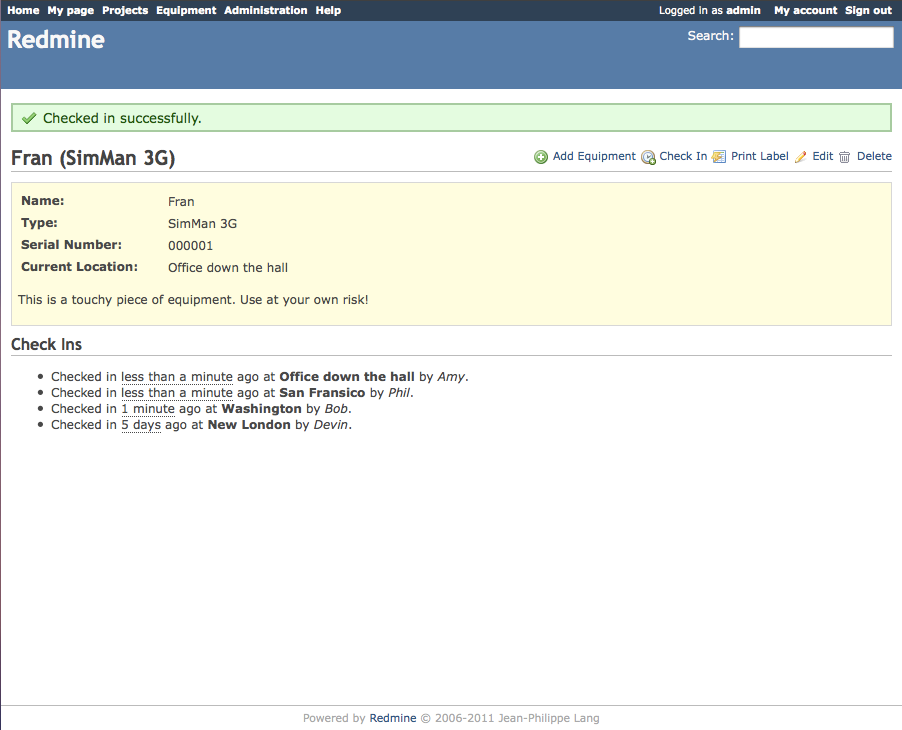 Home My page Projects Equipment Administration Help Logged in as admin My account Sign out
Redmine Search:
Checked in successfully.
Fran (SimMan 3G) Add Equipment Check In Print Label Edit Delete
Name: Fran
Type: SimMan 3G
Serial Number: 000001
Current Location: Office down the hall
This is a touchy piece of equipment. Use at your own risk!
Check Ins
Checked in less than a minute ago at Office down the hall by Amy.
Checked in less than a minute ago at San Fransico by Phil.
Checked in 1 minute ago at Washington by Bob.
Checked in 5 days ago at New London by Devin.
Powered by Redmine © 2006-2011 Jean-Philippe Lang